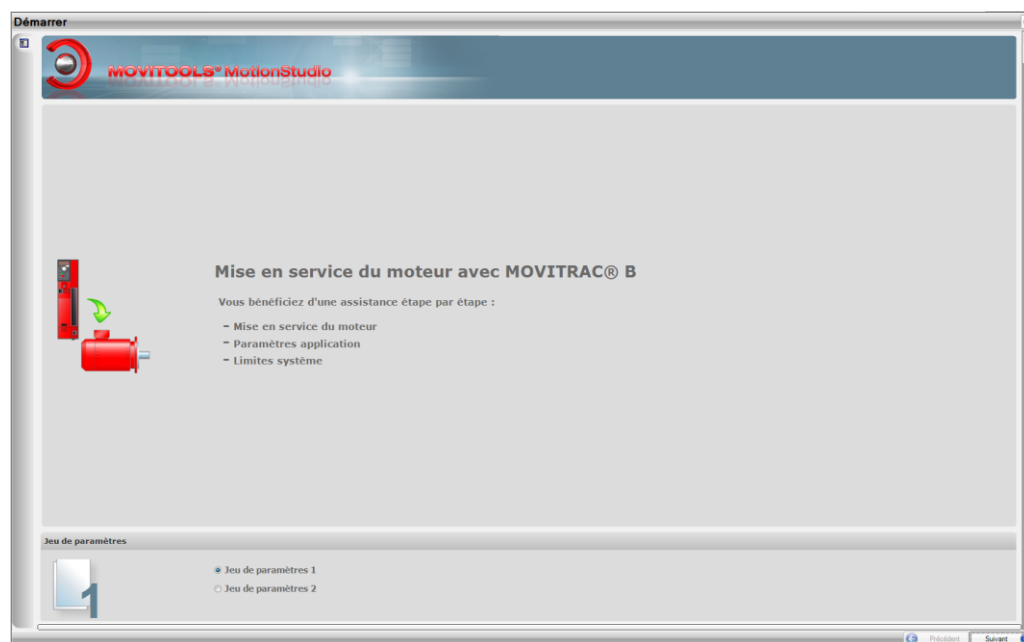 Démarrer
MOVITOOLS® MotionStudio
Mise en service du moteur avec MOVITRAC® B
Vous bénéficiez d'une assistance étape par étape :
– Mise en service du moteur
– Paramètres application
– Limites système
Jeu de paramètres
1
Jeu de paramètres 1
Jeu de paramètres 2
Précédent
Suivant